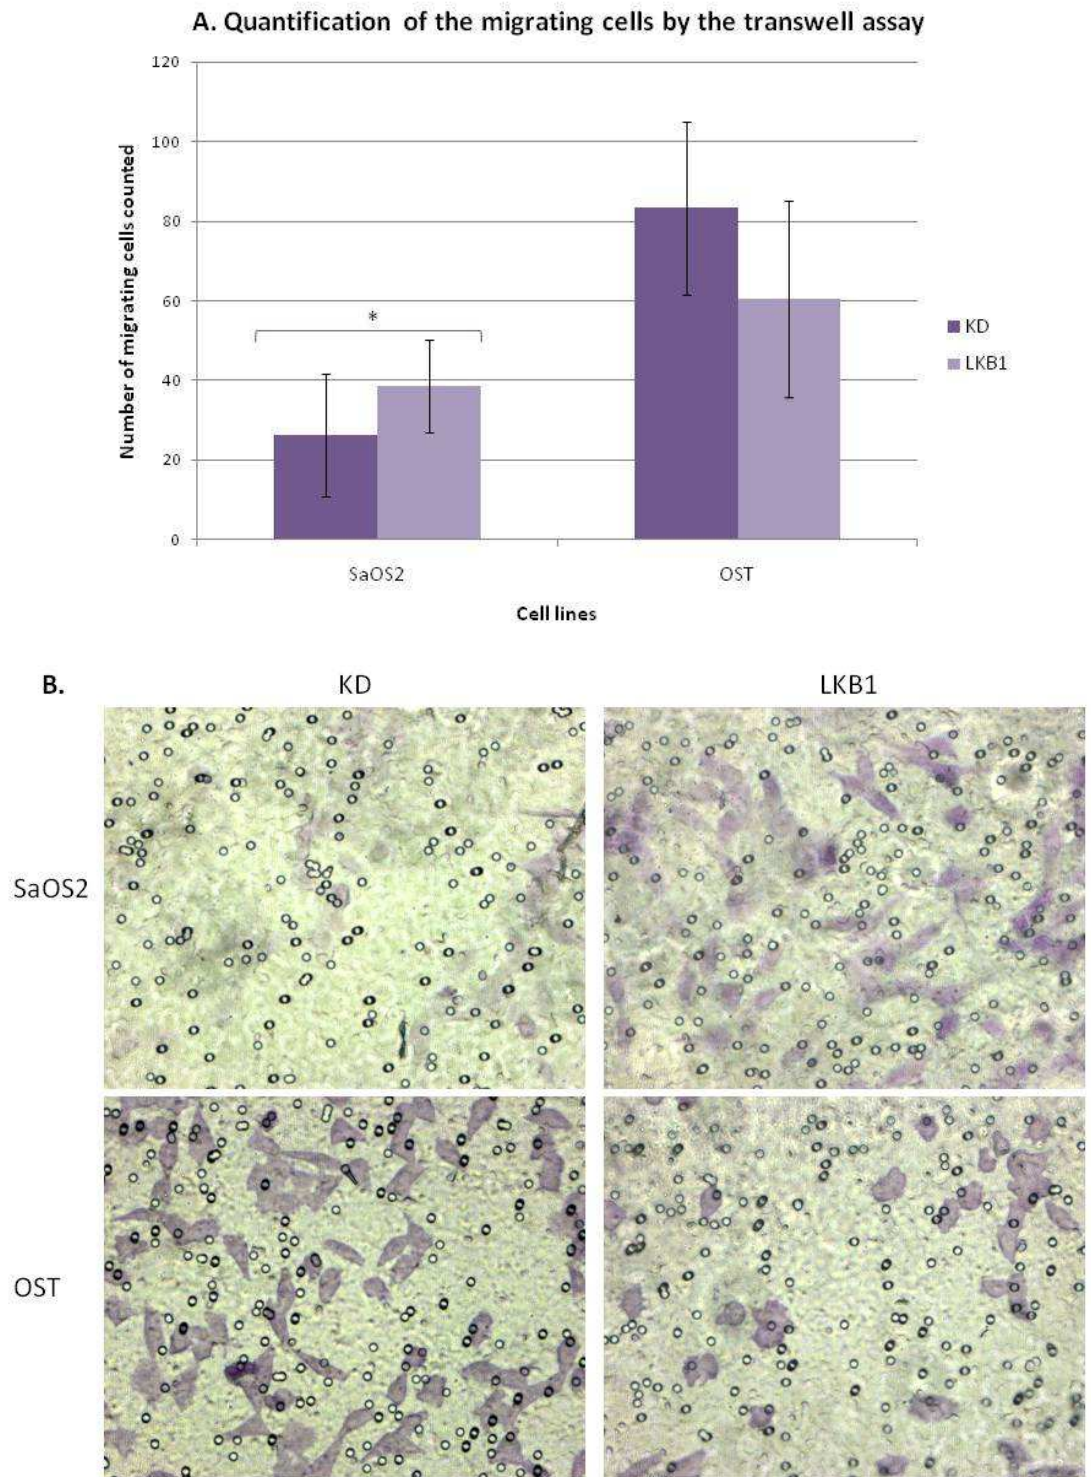 A. Quantification of the migrating cells by the transwell assay
120
100
80
60
40
20
0
Number of migrating cells counted
*
SaOS2
OST
Cell lines
KD
LKB1
B.
KD
LKB1
SaOS2
OST